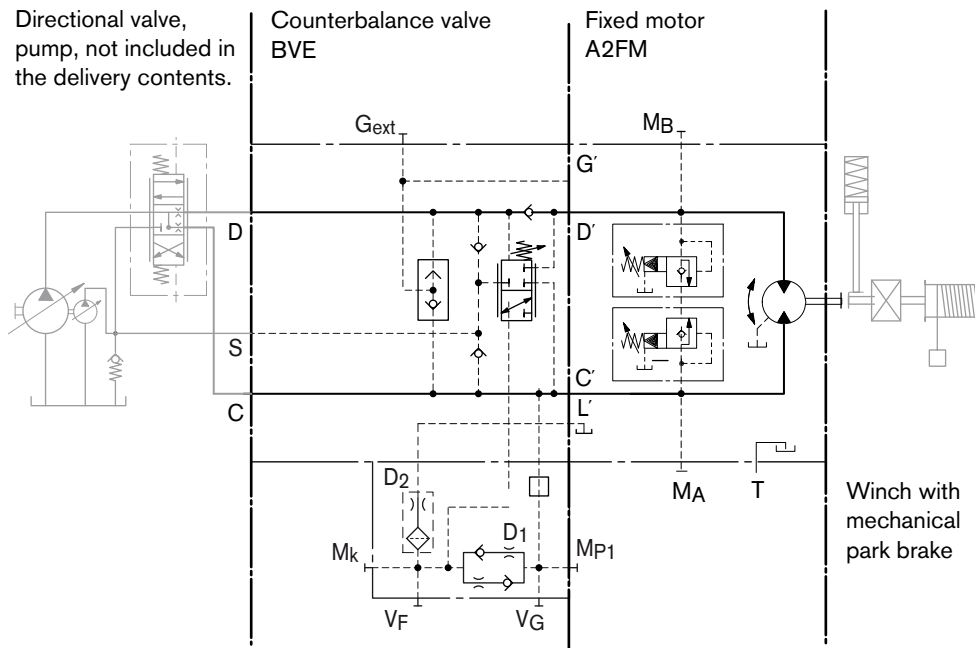 Directional valve,
pump, not included in
the delivery contents.
Counterbalance valve
BVE
Fixed motor
A2FM
Gext
MB
G′
D
D′
S
C′
C
L′
D2
MA
T
D1
Mk
MP1
VF
VG
Winch with
mechanical
park brake